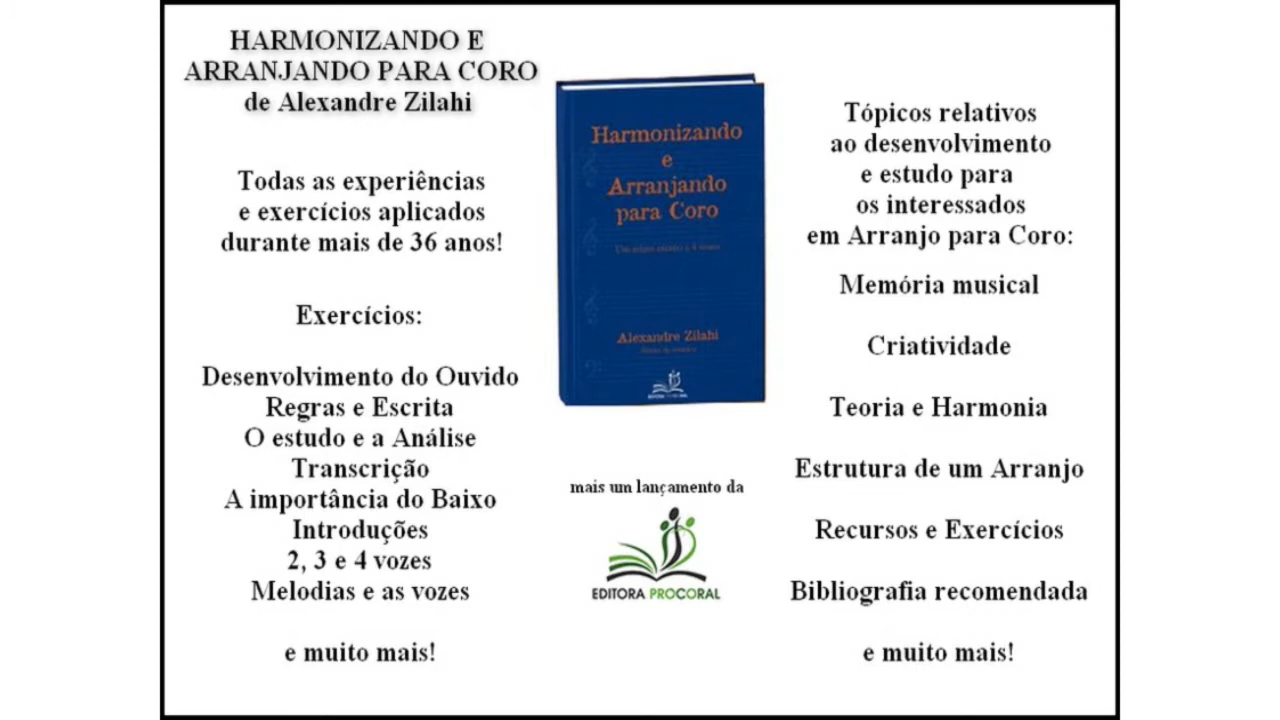 HARMONIZANDO E
ARRANJANDO PARA CORO
de Alexandre Zilahi
Todas as experiências
e exercícios aplicados
durante mais de 36 anos!
Exercícios:
Desenvolvimento do Ouvido
Regras e Escrita
O estudo e a Análise
Transcrição
A importância do Baixo
Introduções
2, 3 e 4 vozes
Melodias e as vozes
e muito mais!
Harmonizando
e
Arranjando
para Coro
Alexandre Zilahi
mais um lançamento da
EDITORA PROCORAL
Tópicos relativos
ao desenvolvimento
e estudo para
os interessados
em Arranjo para Coro:
Memória musical
Criatividade
Teoria e Harmonia
Estrutura de um Arranjo
Recursos e Exercícios
Bibliografia recomendada
e muito mais!